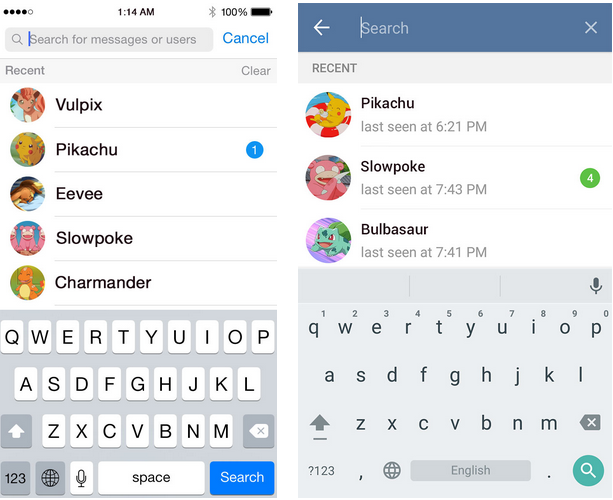 1:14 AM 100%
Search for messages or users Cancel
Recent Clear
Vulpix
Pikachu 1
Eevee
Slowpoke
Charmander
Q W E R T Y U I O P
A S D F G H J K L
Z X C V B N M
123 space Search
Search
RECENT
Pikachu
last seen at 6:21 PM
Slowpoke
last seen at 7:43 PM 4
Bulbasaur
last seen at 7:41 PM
1 2 3 4 5 6 7 8 9 0
q w e r t y u i o p
a s d f g h j k l
z x c v b n m
?123 , English .